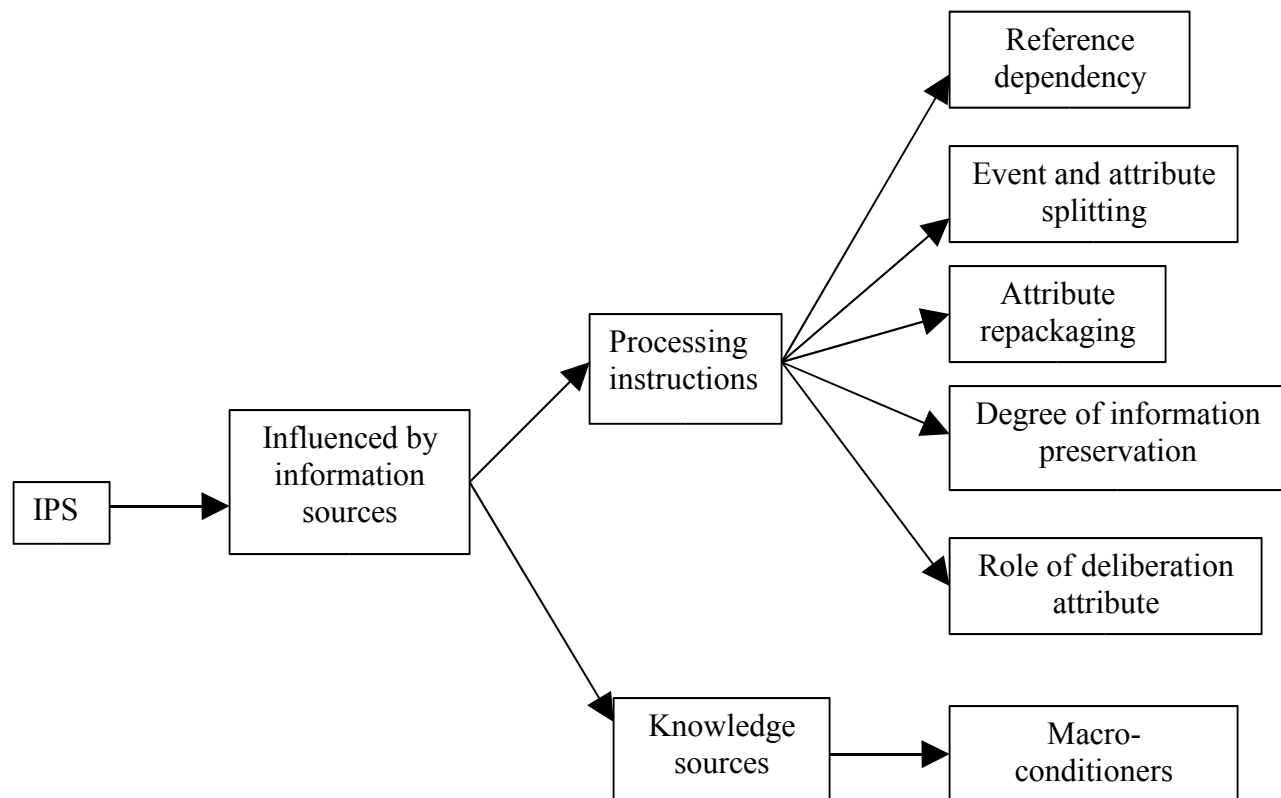 Reference
dependency
Event and attribute
splitting
Attribute
repackaging
Processing
instructions
Degree of information
preservation
Influenced by
information
sources
IPS
Role of deliberation
attribute
Knowledge
sources
Macro-
conditioners